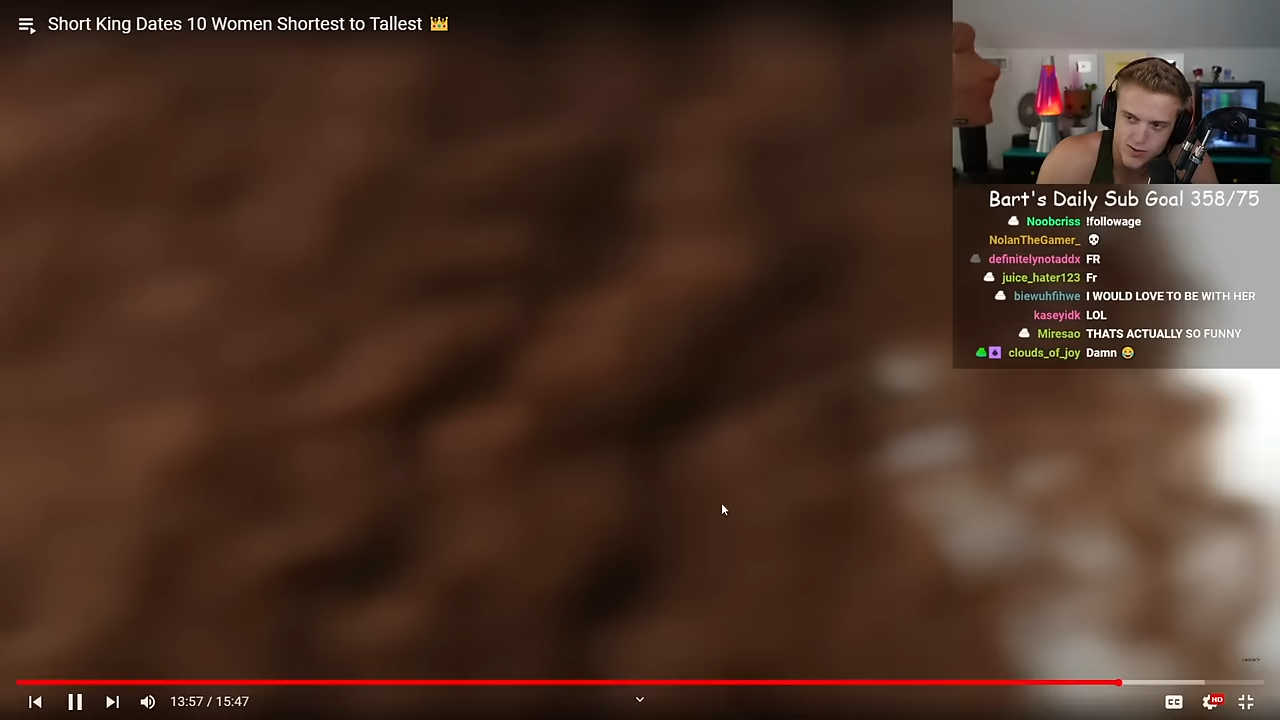 Short King Dates 10 Women Shortest to Tallest 👑
Bart's Daily Sub Goal 358/75
Noobcriss !followage
NolanTheGamer_ 💀
definitelynotaddx FR
juice_hater123 Fr
biewuhfihwe I WOULD LOVE TO BE WITH HER
kaseyidk LOL
Miresao THATS ACTUALLY SO FUNNY
clouds_of_joy Damn 😂
13:57 / 15:47
CC
HD